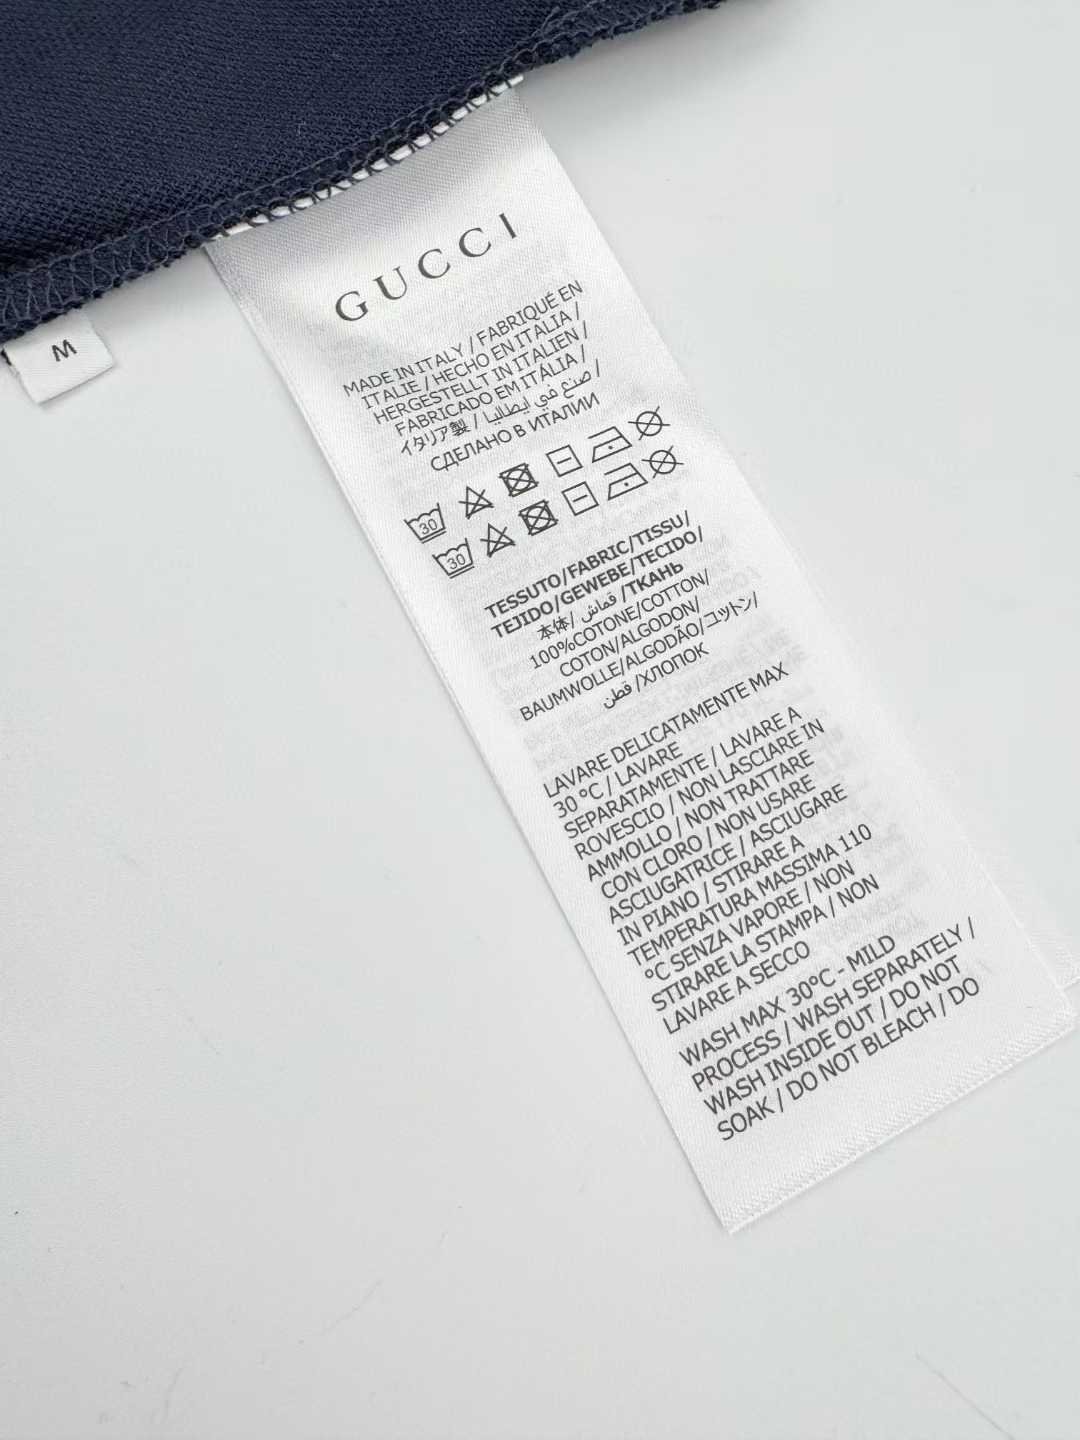 GUCCI
MADE IN ITALY / FABRIQUÉ EN
ITALIE / HECHO EN ITALIA /
HERGESTELLT IN ITALIEN /
FABRICADO EM ITÁLIA /
イタリア製 / صنع في إيطاليا /
СДЕЛАНО В ИТАЛИИ
M
30
30
TESSUTO/FABRIC/TISSU/
TEJIDO/GEWEBE/TECIDO/
本体/ قماش /ТКАНЬ
100%COTONE/COTTON/
COTON/ALGODON/
BAUMWOLLE/ALGODÃO/コットン/
قطن /ХЛОПОК
LAVARE DELICATAMENTE MAX
30 °C / LAVARE
SEPARATAMENTE / LAVARE A
ROVESCIO / NON LASCIARE IN
AMMOLLO / NON TRATTARE
CON CLORO / NON USARE
ASCIUGATRICE / ASCIUGARE
IN PIANO / STIRARE A
TEMPERATURA MASSIMA 110
°C SENZA VAPORE / NON
STIRARE LA STAMPA / NON
LAVARE A SECCO
WASH MAX 30°C - MILD
PROCESS / WASH SEPARATELY /
WASH INSIDE OUT / DO NOT
SOAK / DO NOT BLEACH / DO